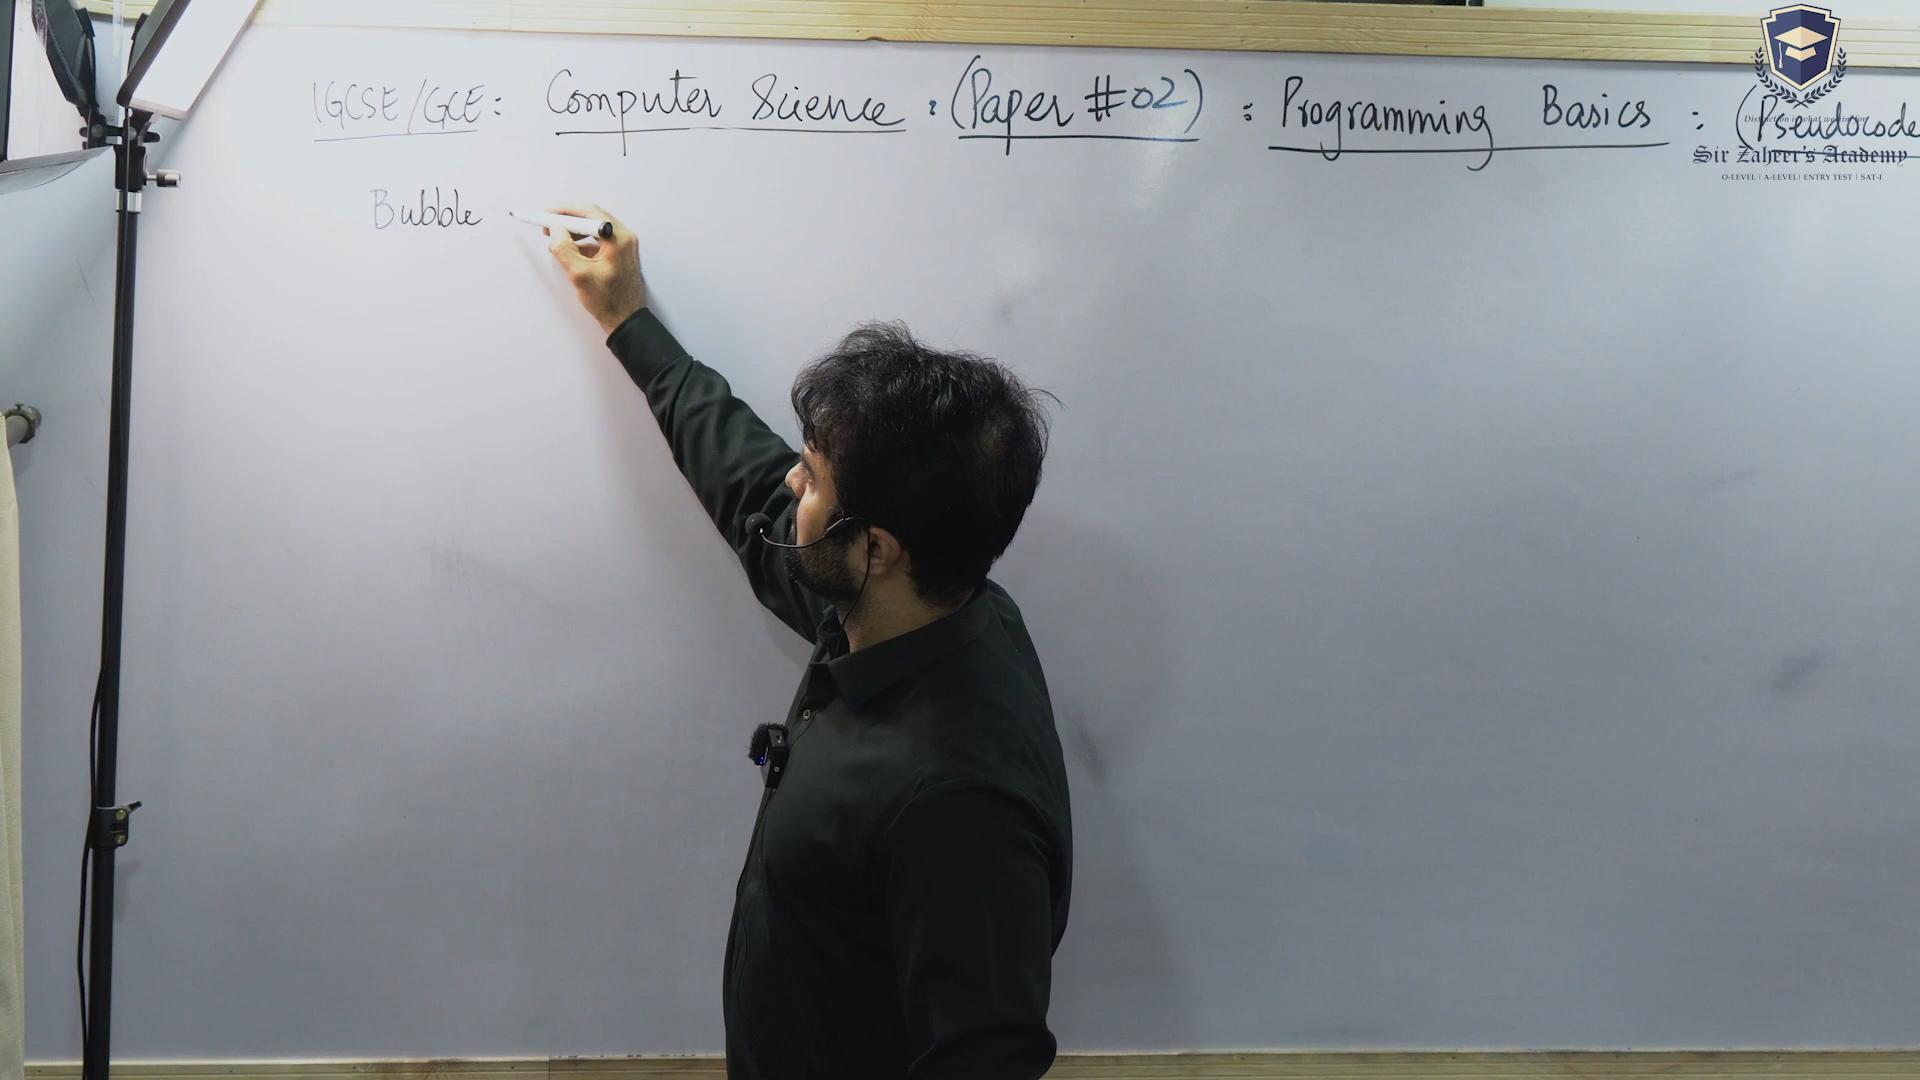 IGCSE/GCE: Computer Science : (Paper #02) : Programming Basics : (Pseudocode
Bubble
Sir Zaheer's Academy
O-LEVEL | A-LEVEL | ENTRY TEST | SAT-I